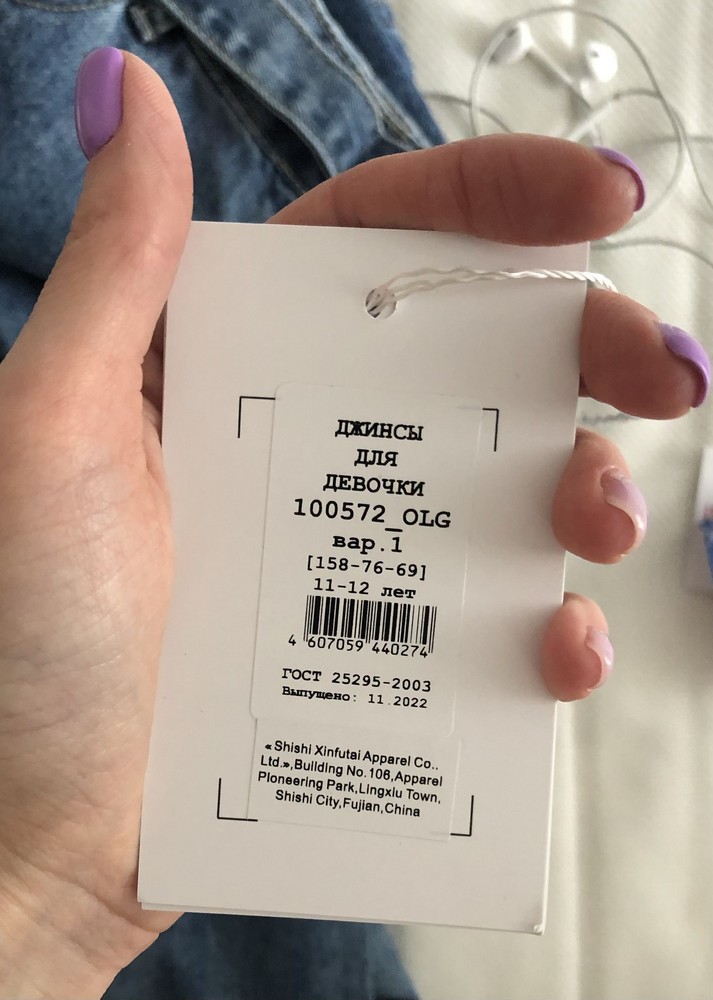 ДЖИНСЫ
ДЛЯ
ДЕВОЧКИ
100572_OLG
вар.1
[158-76-69]
11-12 лет
4 607059 440274
ГОСТ 25295-2003
Выпущено: 11.2022
«Shishi Xinfutai Apparel Co..
Ltd.»,Building No.106,Apparel
Pioneering Park,Lingxiu Town,
Shishi City,Fujian,China